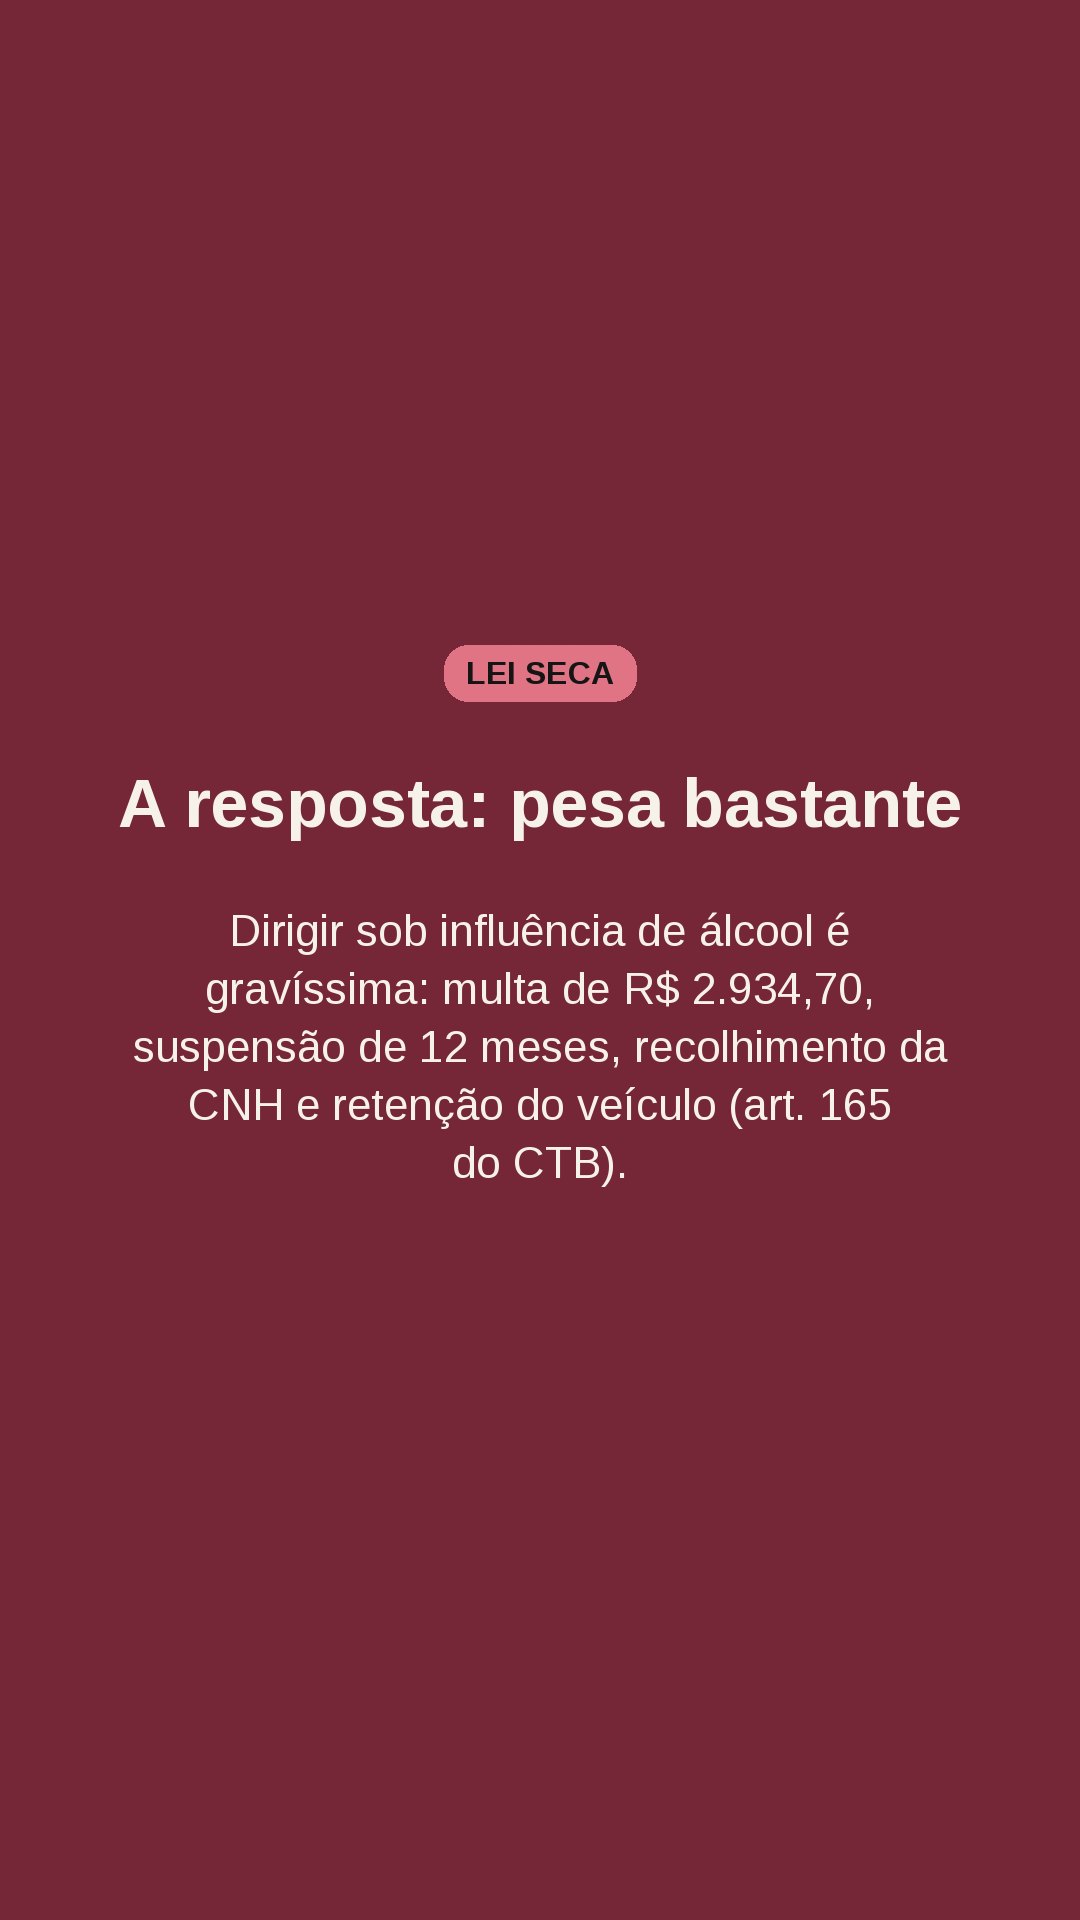 LEI SECA
A resposta: pesa bastante
Dirigir sob influência de álcool é
gravíssima: multa de R$ 2.934,70,
suspensão de 12 meses, recolhimento da
CNH e retenção do veículo (art. 165
do CTB).